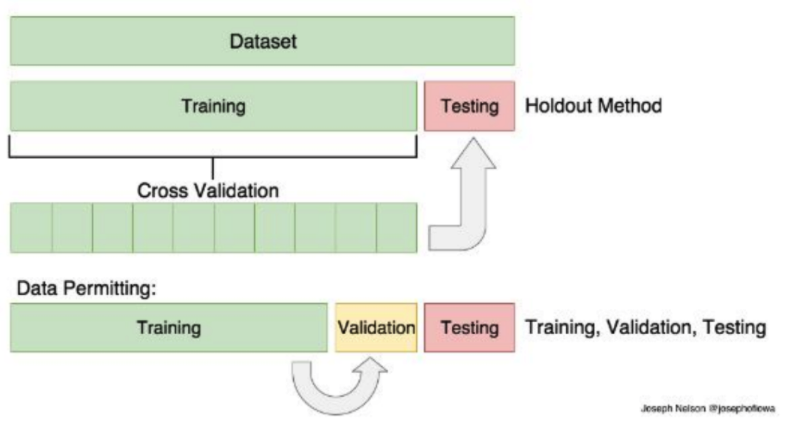 Dataset
Training Testing Holdout Method
Cross Validation
Data Permitting:
Training Validation Testing Training, Validation, Testing
Joseph Nelson @josephofiowa